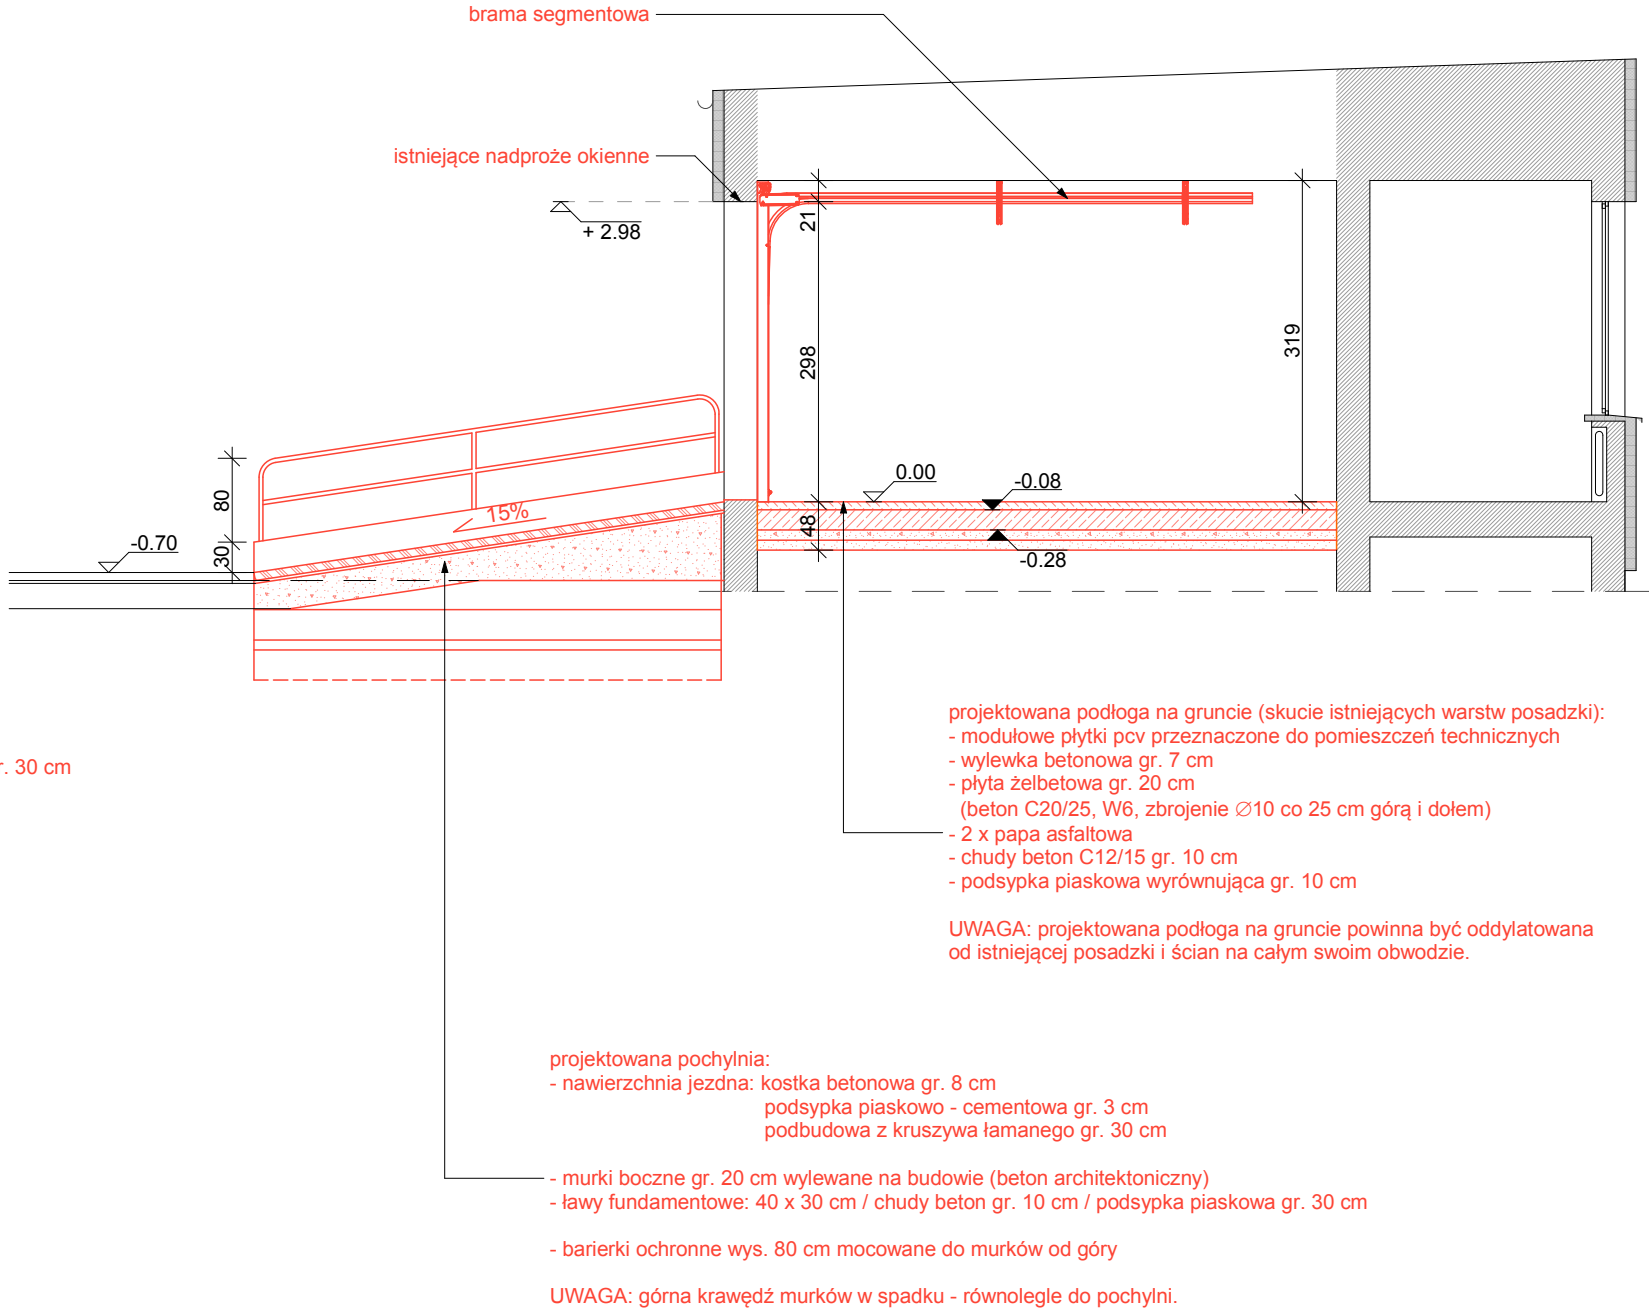 brama segmentowa
istniejące nadproże okienne
+ 2.98
21
298
319
80
30
15%
-0.70
0.00
-0.08
48
-0.28
projektowana podłoga na gruncie (skucie istniejących warstw posadzki):
- modułowe płytki pcv przeznaczone do pomieszczeń technicznych
- wylewka betonowa gr. 7 cm
- płyta żelbetowa gr. 20 cm
(beton C20/25, W6, zbrojenie ∅10 co 25 cm górą i dołem)
- 2 x papa asfaltowa
- chudy beton C12/15 gr. 10 cm
- podsypka piaskowa wyrównująca gr. 10 cm
UWAGA: projektowana podłoga na gruncie powinna być oddylatowana
od istniejącej posadzki i ścian na całym swoim obwodzie.
r. 30 cm
projektowana pochylnia:
- nawierzchnia jezdna: kostka betonowa gr. 8 cm
podsypka piaskowo - cementowa gr. 3 cm
podbudowa z kruszywa łamanego gr. 30 cm
- murki boczne gr. 20 cm wylewane na budowie (beton architektoniczny)
- ławy fundamentowe: 40 x 30 cm / chudy beton gr. 10 cm / podsypka piaskowa gr. 30 cm
- barierki ochronne wys. 80 cm mocowane do murków od góry
UWAGA: górna krawędź murków w spadku - równolegle do pochylni.